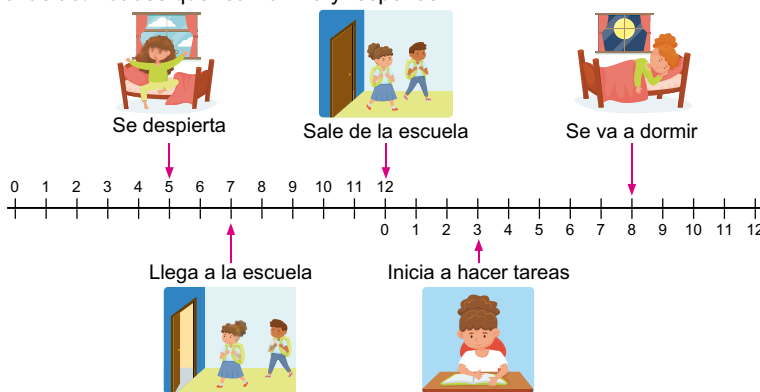 Se despierta
Sale de la escuela
Se va a dormir
0 1 2 3 4 5 6 7 8 9 10 11 12
0 1 2 3 4 5 6 7 8 9 10 11 12
Llega a la escuela
Inicia a hacer tareas